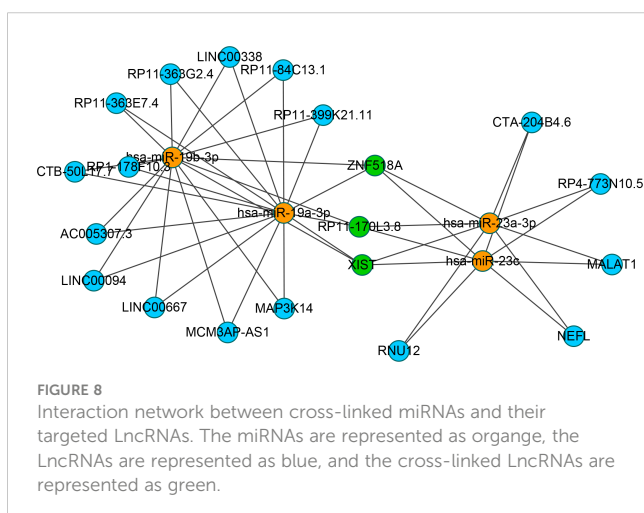 LINC00338
RP11-84C13.1
RP11-363G2.4
RP11-363E7.4
RP11-399K21.11
CTA-204B4.6
hsa-miR-19b-3p
ZNF518A
CTB-50L17.7
RP1-178F10.3
RP4-773N10.5
hsa-miR-19a-3p
hsa-miR-23a-3p
RP11-170L3.8
AC005307.3
hsa-miR-23c
XIST
MALAT1
LINC00094
LINC00667
MAP3K14
MCM3AP-AS1
NEFL
RNU12
FIGURE 8
Interaction network between cross-linked miRNAs and their
targeted LncRNAs. The miRNAs are represented as organge, the
LncRNAs are represented as blue, and the cross-linked LncRNAs are
represented as green.